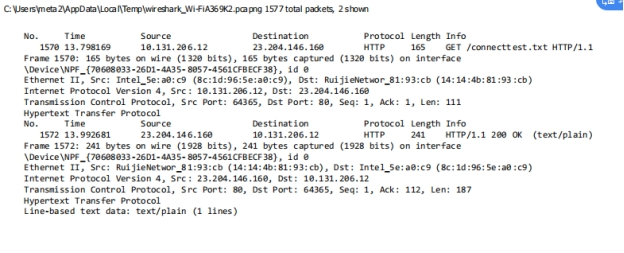 C:\Users\meta2\AppData\Local\Temp\wireshark_Wi-FiA369K2.pcapng 1577 total packets, 2 shown
No. Time Source Destination Protocol Length Info
1570 13.798169 10.131.206.12 23.204.146.160 HTTP 165 GET /connecttest.txt HTTP/1.1
Frame 1570: 165 bytes on wire (1320 bits), 165 bytes captured (1320 bits) on interface
\Device\NPF_{70608033-26D1-4A35-8057-4561CFBECF38}, id 0
Ethernet II, Src: Intel_5e:a0:c9 (8c:1d:96:5e:a0:c9), Dst: RuijieNetwor_81:93:cb (14:14:4b:81:93:cb)
Internet Protocol Version 4, Src: 10.131.206.12, Dst: 23.204.146.160
Transmission Control Protocol, Src Port: 64365, Dst Port: 80, Seq: 1, Ack: 1, Len: 111
Hypertext Transfer Protocol
No. Time Source Destination Protocol Length Info
1572 13.992681 23.204.146.160 10.131.206.12 HTTP 241 HTTP/1.1 200 OK (text/plain)
Frame 1572: 241 bytes on wire (1928 bits), 241 bytes captured (1928 bits) on interface
\Device\NPF_{70608033-26D1-4A35-8057-4561CFBECF38}, id 0
Ethernet II, Src: RuijieNetwor_81:93:cb (14:14:4b:81:93:cb), Dst: Intel_5e:a0:c9 (8c:1d:96:5e:a0:c9)
Internet Protocol Version 4, Src: 23.204.146.160, Dst: 10.131.206.12
Transmission Control Protocol, Src Port: 80, Dst Port: 64365, Seq: 1, Ack: 112, Len: 187
Hypertext Transfer Protocol
Line-based text data: text/plain (1 lines)